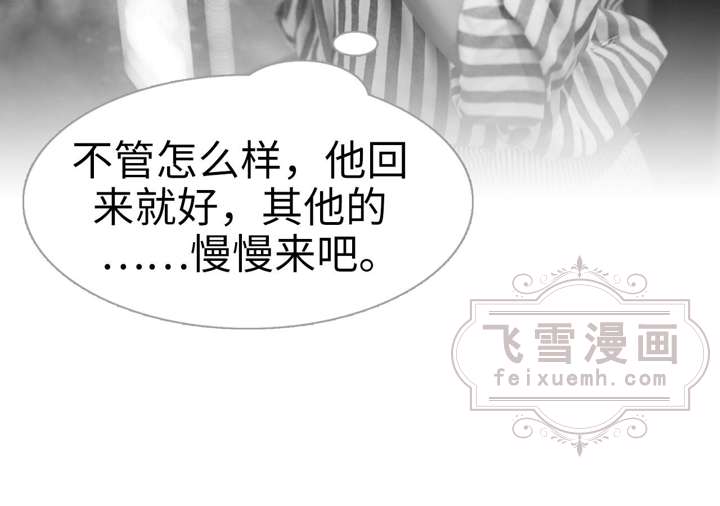 不管怎么样，他回
来就好，其他的
……慢慢来吧。
飞雪漫画
feixuemh.com